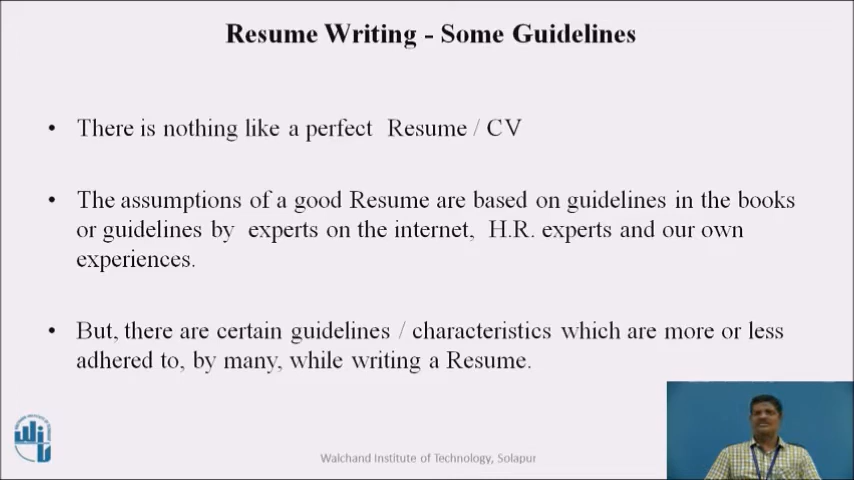 Resume Writing - Some Guidelines
• There is nothing like a perfect Resume / CV
• The assumptions of a good Resume are based on guidelines in the books
or guidelines by experts on the internet, H.R. experts and our own
experiences.
• But, there are certain guidelines / characteristics which are more or less
adhered to, by many, while writing a Resume.
Walchand Institute of Technology, Solapur